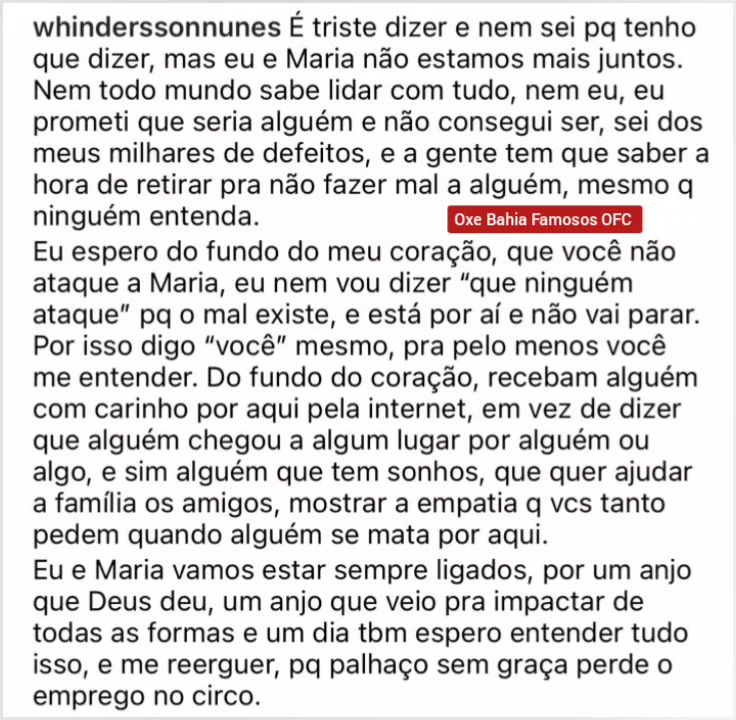 whinderssonnunes É triste dizer e nem sei pq tenho
que dizer, mas eu e Maria não estamos mais juntos.
Nem todo mundo sabe lidar com tudo, nem eu, eu
prometi que seria alguém e não consegui ser, sei dos
meus milhares de defeitos, e a gente tem que saber a
hora de retirar pra não fazer mal a alguém, mesmo q
ninguém entenda.
Oxe Bahia Famosos OFC
Eu espero do fundo do meu coração, que você não
ataque a Maria, eu nem vou dizer “que ninguém
ataque” pq o mal existe, e está por aí e não vai parar.
Por isso digo “você” mesmo, pra pelo menos você
me entender. Do fundo do coração, recebam alguém
com carinho por aqui pela internet, em vez de dizer
que alguém chegou a algum lugar por alguém ou
algo, e sim alguém que tem sonhos, que quer ajudar
a família os amigos, mostrar a empatia q vcs tanto
pedem quando alguém se mata por aqui.
Eu e Maria vamos estar sempre ligados, por um anjo
que Deus deu, um anjo que veio pra impactar de
todas as formas e um dia tbm espero entender tudo
isso, e me reerguer, pq palhaço sem graça perde o
emprego no circo.